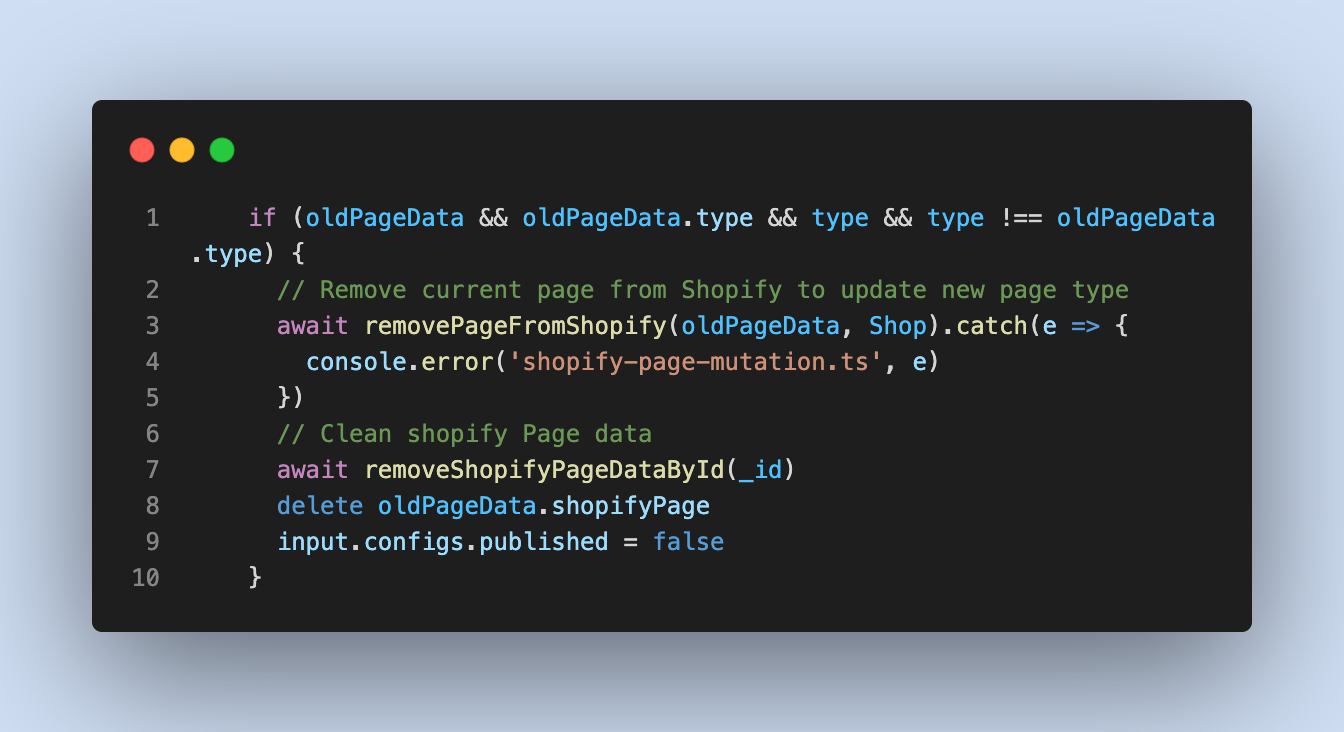 1 if (oldPageData && oldPageData.type && type && type !== oldPageData
.type) {
2 // Remove current page from Shopify to update new page type
3 await removePageFromShopify(oldPageData, Shop).catch(e => {
4 console.error('shopify-page-mutation.ts', e)
5 })
6 // Clean shopify Page data
7 await removeShopifyPageDataById(_id)
8 delete oldPageData.shopifyPage
9 input.configs.published = false
10 }